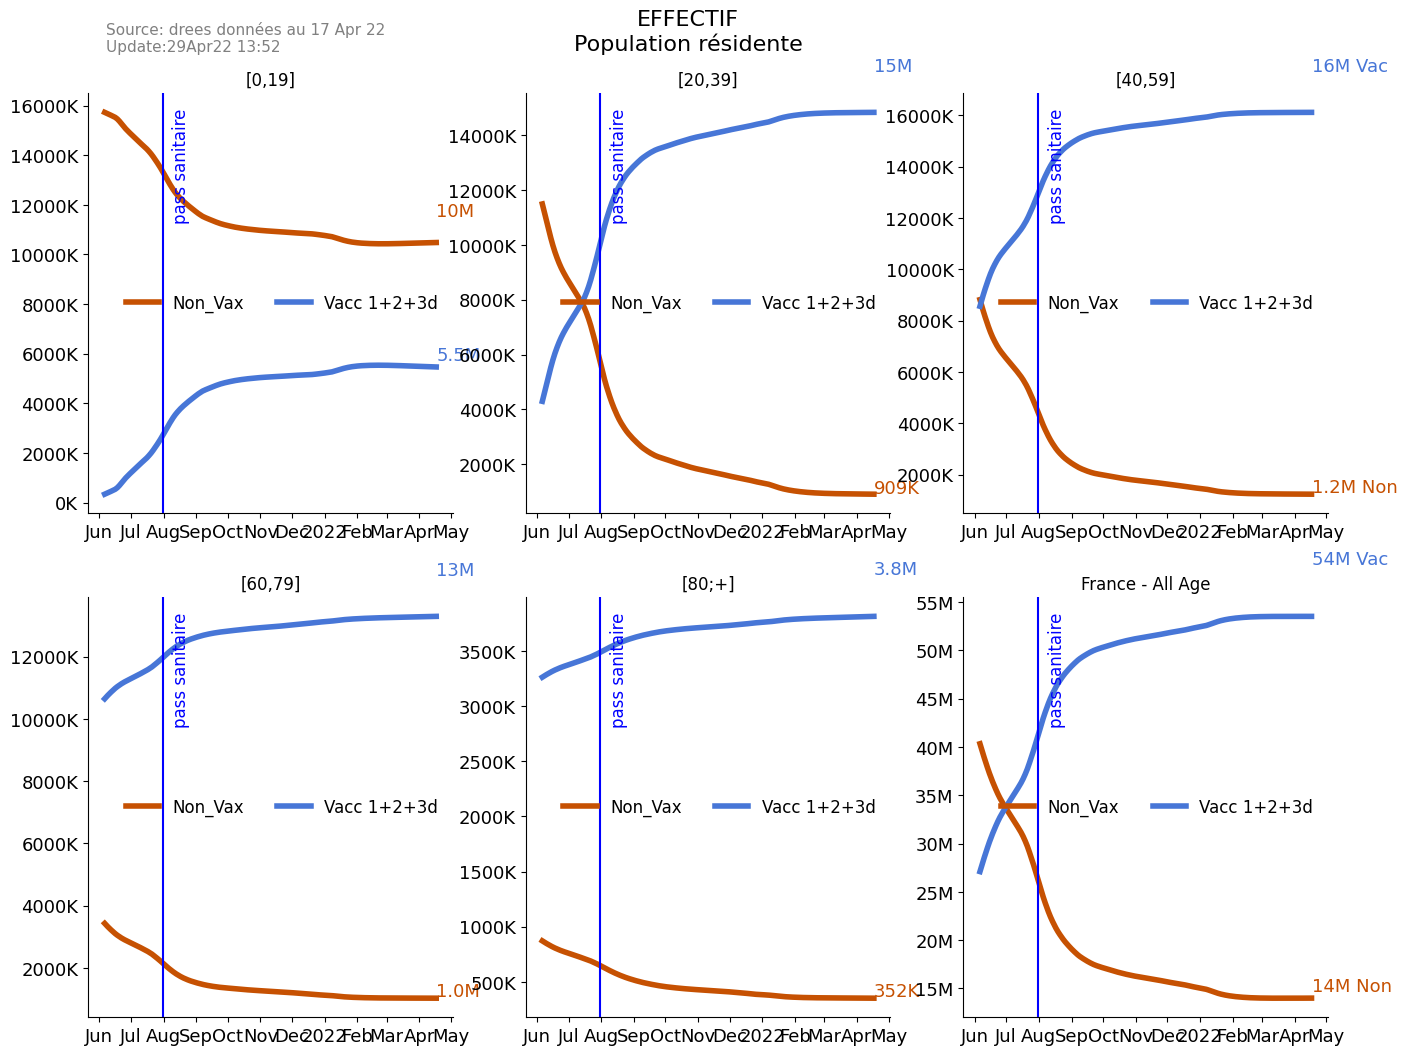 Source: drees données au 17 Apr 22
Update:29Apr22 13:52
EFFECTIF
Population résidente
[0,19]
16000K
14000K
12000K
10000K
8000K
6000K
4000K
2000K
0K
pass sanitaire
10M
5.5M
Non_Vax
Vacc 1+2+3d
Jun Jul Aug Sep Oct Nov Dec 2022 Feb Mar Apr May
[20,39]
15M
14000K
12000K
10000K
8000K
6000K
4000K
2000K
pass sanitaire
909K
Non_Vax
Vacc 1+2+3d
Jun Jul Aug Sep Oct Nov Dec 2022 Feb Mar Apr May
[40,59]
16M Vac
16000K
14000K
12000K
10000K
8000K
6000K
4000K
2000K
pass sanitaire
1.2M Non
Non_Vax
Vacc 1+2+3d
Jun Jul Aug Sep Oct Nov Dec 2022 Feb Mar Apr May
[60,79]
13M
12000K
10000K
8000K
6000K
4000K
2000K
pass sanitaire
1.0M
Non_Vax
Vacc 1+2+3d
Jun Jul Aug Sep Oct Nov Dec 2022 Feb Mar Apr May
[80;+]
3.8M
3500K
3000K
2500K
2000K
1500K
1000K
500K
pass sanitaire
352K
Non_Vax
Vacc 1+2+3d
Jun Jul Aug Sep Oct Nov Dec 2022 Feb Mar Apr May
France - All Age
54M Vac
55M
50M
45M
40M
35M
30M
25M
20M
15M
pass sanitaire
14M Non
Non_Vax
Vacc 1+2+3d
Jun Jul Aug Sep Oct Nov Dec 2022 Feb Mar Apr May